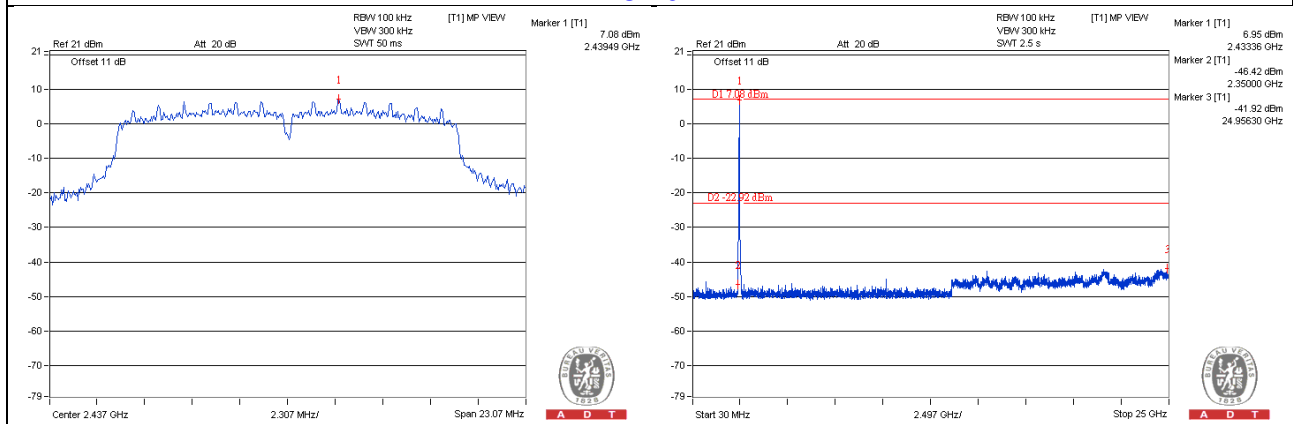 RBW 100 kHz
[T1] MP VIEW
Marker 1 [T1]
VBW 300 kHz
7.08 dBm
Ref 21 dBm
Att 20 dB
SWT 50 ms
2.43949 GHz
21
Offset 11 dB
1
10
0
-10
-20
-30
-40
-50
-60
-70
-79
Center 2.437 GHz
2.307 MHz/
Span 23.07 MHz
BUREAU VERITAS
1828
A D T
RBW 100 kHz
[T1] MP VIEW
Marker 1 [T1]
VBW 300 kHz
6.95 dBm
Ref 21 dBm
Att 20 dB
SWT 2.5 s
2.43336 GHz
21
Offset 11 dB
Marker 2 [T1]
-46.42 dBm
2.35000 GHz
1
10
D1 7.08 dBm
Marker 3 [T1]
-41.92 dBm
24.95630 GHz
0
-10
-20
D2 -22.92 dBm
-30
3
-40
2
-50
-60
-70
-79
Start 30 MHz
2.497 GHz/
Stop 25 GHz
BUREAU VERITAS
1828
A D T